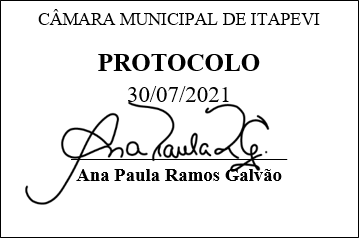 CÂMARA MUNICIPAL DE ITAPEVI
PROTOCOLO
30/07/2021
Ana Paula R G.
Ana Paula Ramos Galvão